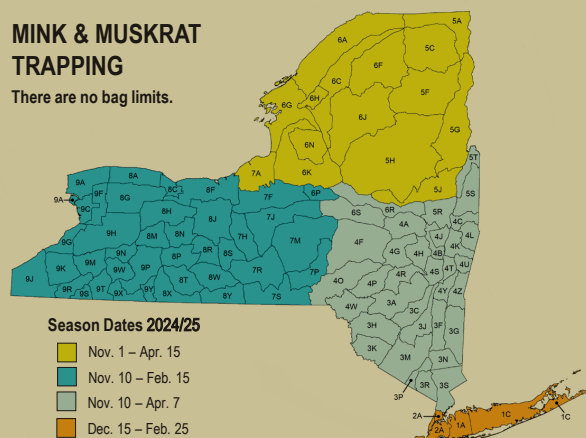 MINK & MUSKRAT
TRAPPING
There are no bag limits.
5A
6A
5C
6F
6C
5F
6G
6H
6J
5G
6N
5H
5T
7A
6K
5J
9A
8A
8C
8F
7F
6P
5S
9A
9F
8G
9C
6S
6R
5R
4C
8H
8J
7J
4A
4L
9G
9H
8M
8N
7H
7M
4F
4J
4K
4G
4H
4B
9K
9M
9N
8P
8R
8S
4U
9W
9P
7R
7P
4R
4S
4T
9J
8T
8W
4O
4P
4Z
9R
9S
9T
9X
9Y
8X
8Y
7S
4Y
4W
3A
3C
3H
3J
3F
3G
3K
3M
3N
3P
3R
3S
2A
2A
1A
1C
1C
Season Dates 2024/25
Nov. 1 – Apr. 15
Nov. 10 – Feb. 15
Nov. 10 – Apr. 7
Dec. 15 – Feb. 25